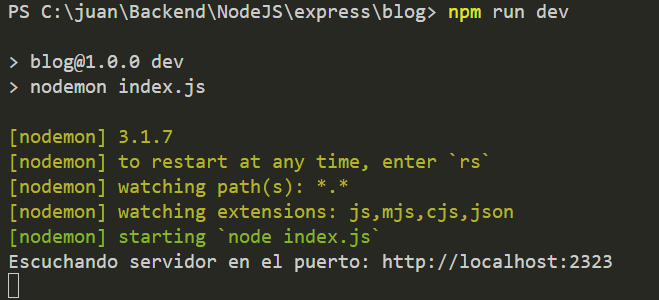 PS C:\juan\Backend\NodeJS\express\blog> npm run dev
> blog@1.0.0 dev
> nodemon index.js
[nodemon] 3.1.7
[nodemon] to restart at any time, enter `rs`
[nodemon] watching path(s): *.*
[nodemon] watching extensions: js,mjs,cjs,json
[nodemon] starting `node index.js`
Escuchando servidor en el puerto: http://localhost:2323